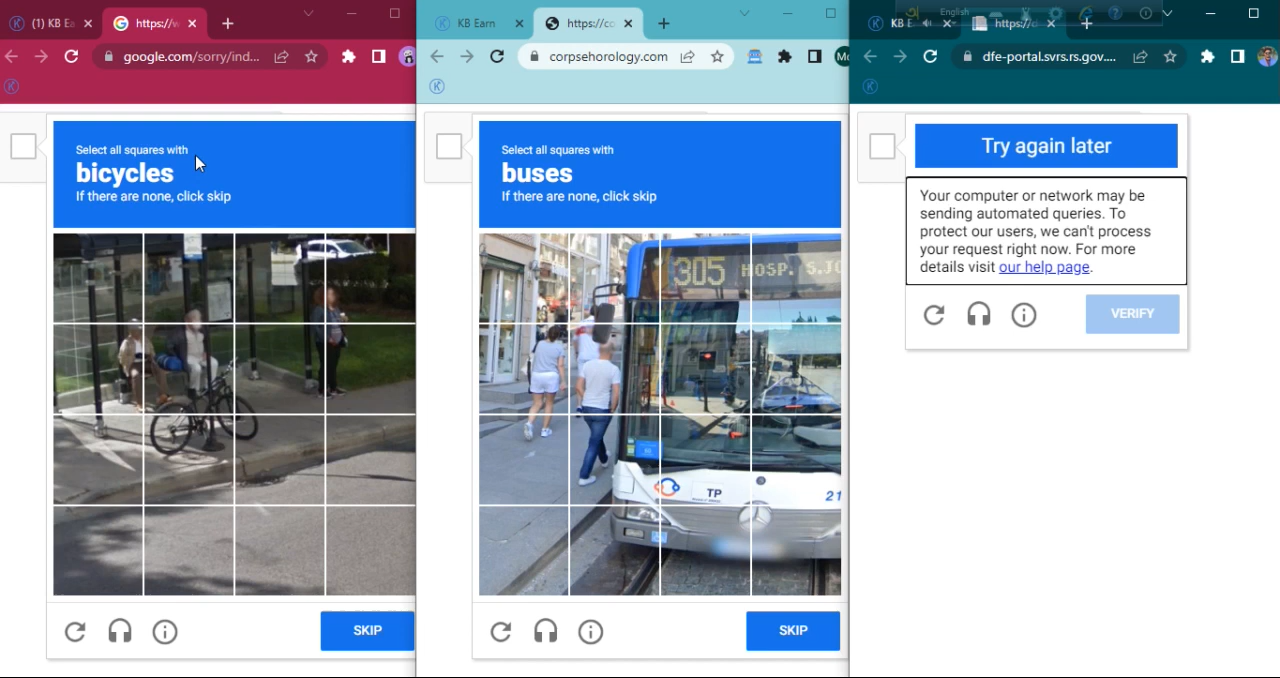 (1) KB Ea
https://w
KB Earn
https://co
English
KB E
https://d
google.com/sorry/ind...
corpsehorology.com
Mo
dfe-portal.svrs.rs.gov....
Select all squares with
bicycles
If there are none, click skip
SKIP
Select all squares with
buses
If there are none, click skip
305 HOSP. S.JO
TP
21
SKIP
Try again later
Your computer or network may be
sending automated queries. To
protect our users, we can't process
your request right now. For more
details visit our help page.
VERIFY